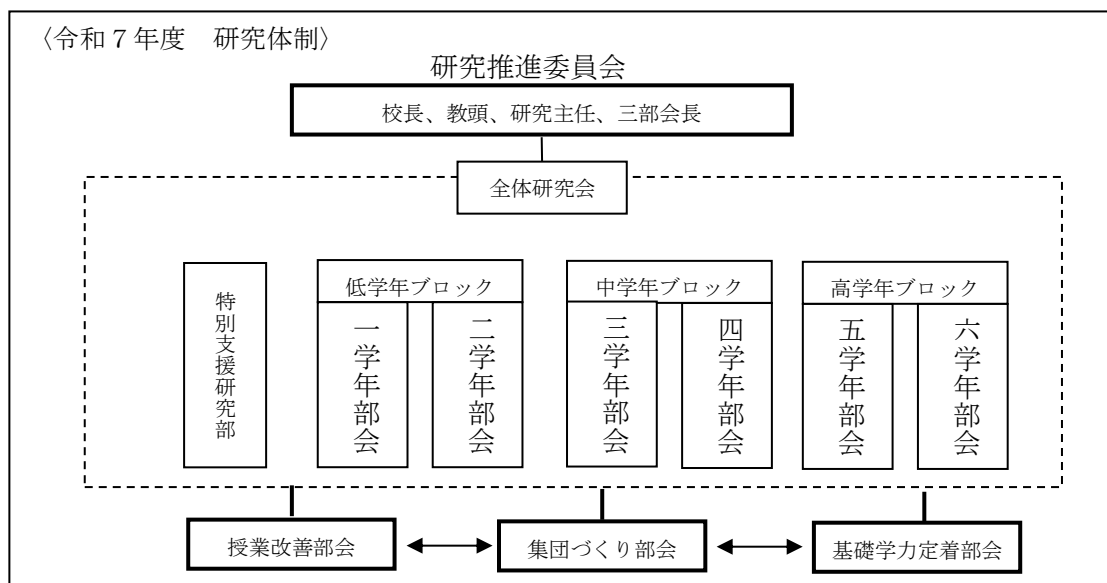 〈令和７年度　研究体制〉
研究推進委員会
校長、教頭、研究主任、三部会長
全体研究会
特別支援研究部
低学年ブロック
一学年部会
二学年部会
中学年ブロック
三学年部会
四学年部会
高学年ブロック
五学年部会
六学年部会
授業改善部会
集団づくり部会
基礎学力定着部会